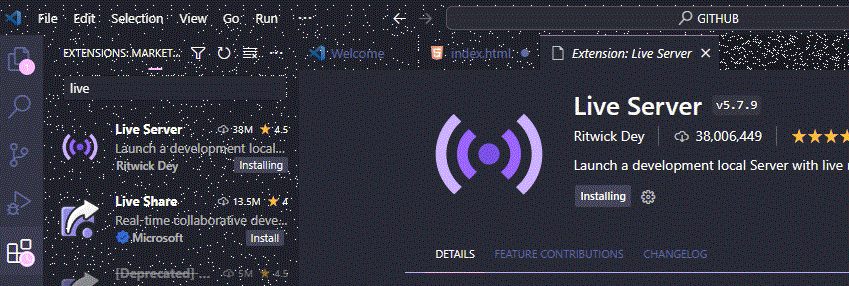 File Edit Selection View Go Run ··· GITHUB
EXTENSIONS: MARKET... Welcome index.html Extension: Live Server
live
Live Server 38M 4.5
Launch a development local...
Ritwick Dey Installing
Live Share 13.5M 4
Real-time collaborative deve...
Microsoft Install
[Deprecated] ... 5M 4.5
Live Server v5.7.9
Ritwick Dey 38,006,449
Launch a development local Server with live
Installing
DETAILS FEATURE CONTRIBUTIONS CHANGELOG